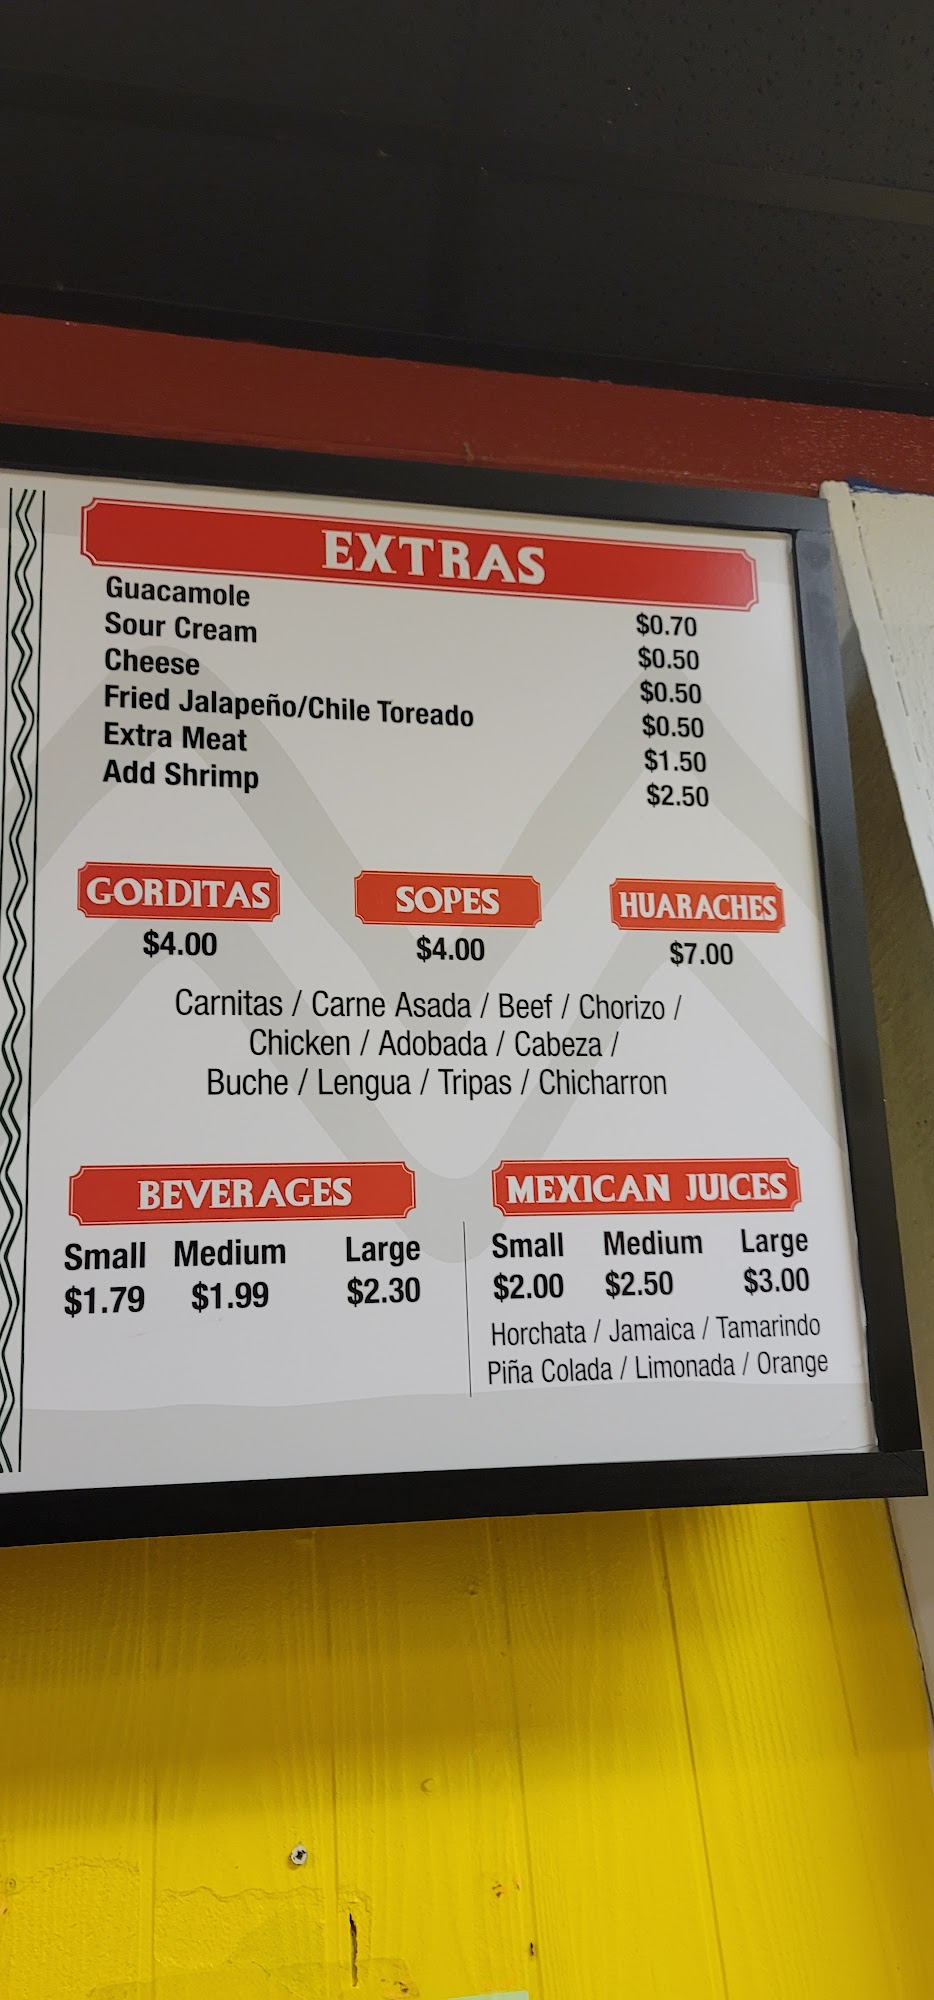 EXTRAS
Guacamole $0.70
Sour Cream $0.50
Cheese $0.50
Fried Jalapeño/Chile Toreado $0.50
Extra Meat $1.50
Add Shrimp $2.50
GORDITAS SOPES HUARACHES
$4.00 $4.00 $7.00
Carnitas / Carne Asada / Beef / Chorizo /
Chicken / Adobada / Cabeza /
Buche / Lengua / Tripas / Chicharron
BEVERAGES
Small Medium Large
$1.79 $1.99 $2.30
MEXICAN JUICES
Small Medium Large
$2.00 $2.50 $3.00
Horchata / Jamaica / Tamarindo
Piña Colada / Limonada / Orange